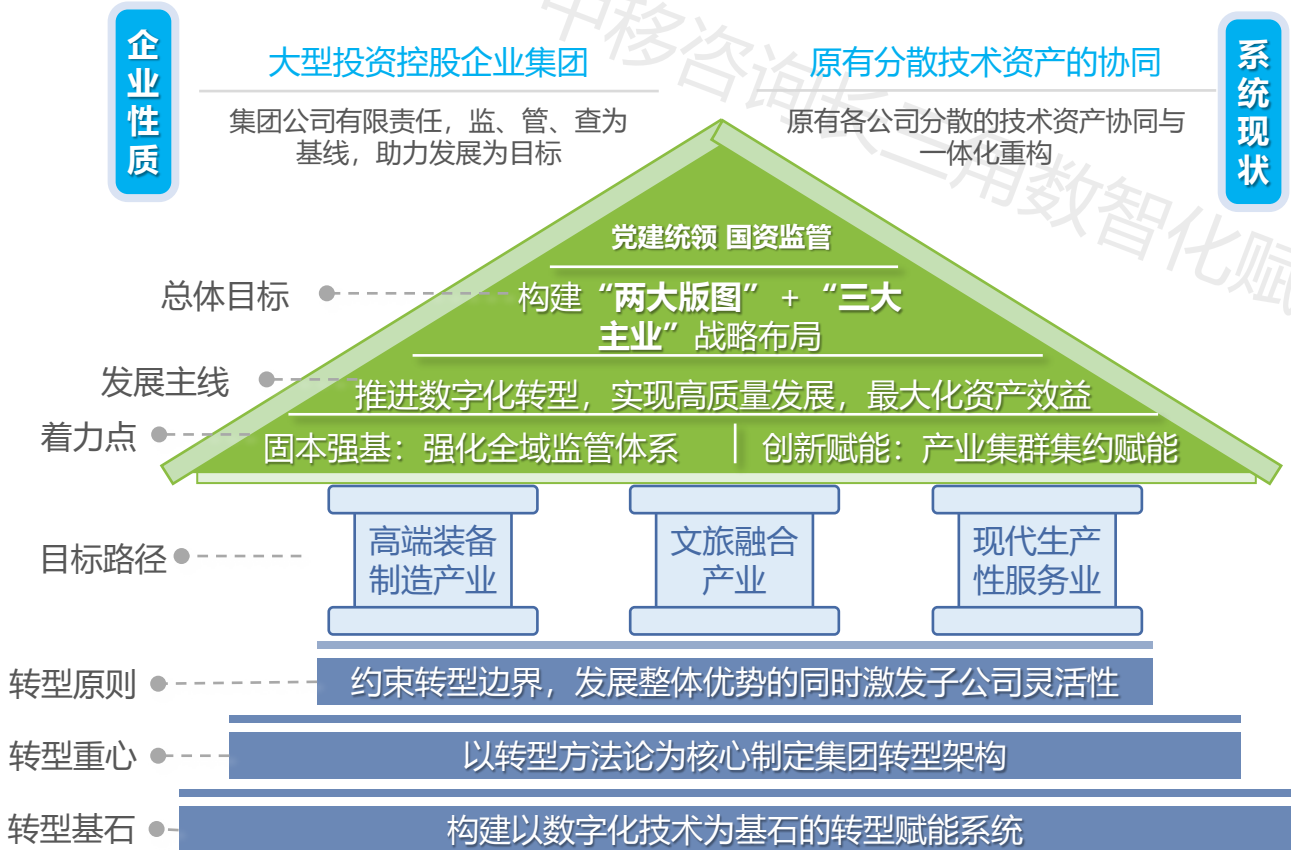 企业性质
大型投资控股企业集团
集团公司有限责任，监、管、查为
基线，助力发展为目标
原有分散技术资产的协同
原有各公司分散的技术资产协同与
一体化重构
系统现状
中移咨询长三角数智化赋
党建统领 国资监管
总体目标
构建“两大版图” + “三大
主业”战略布局
发展主线
推进数字化转型，实现高质量发展，最大化资产效益
着力点
固本强基：强化全域监管体系
创新赋能：产业集群集约赋能
目标路径
高端装备
制造产业
文旅融合
产业
现代生产
性服务业
转型原则
约束转型边界，发展整体优势的同时激发子公司灵活性
转型重心
以转型方法论为核心制定集团转型架构
转型基石
构建以数字化技术为基石的转型赋能系统